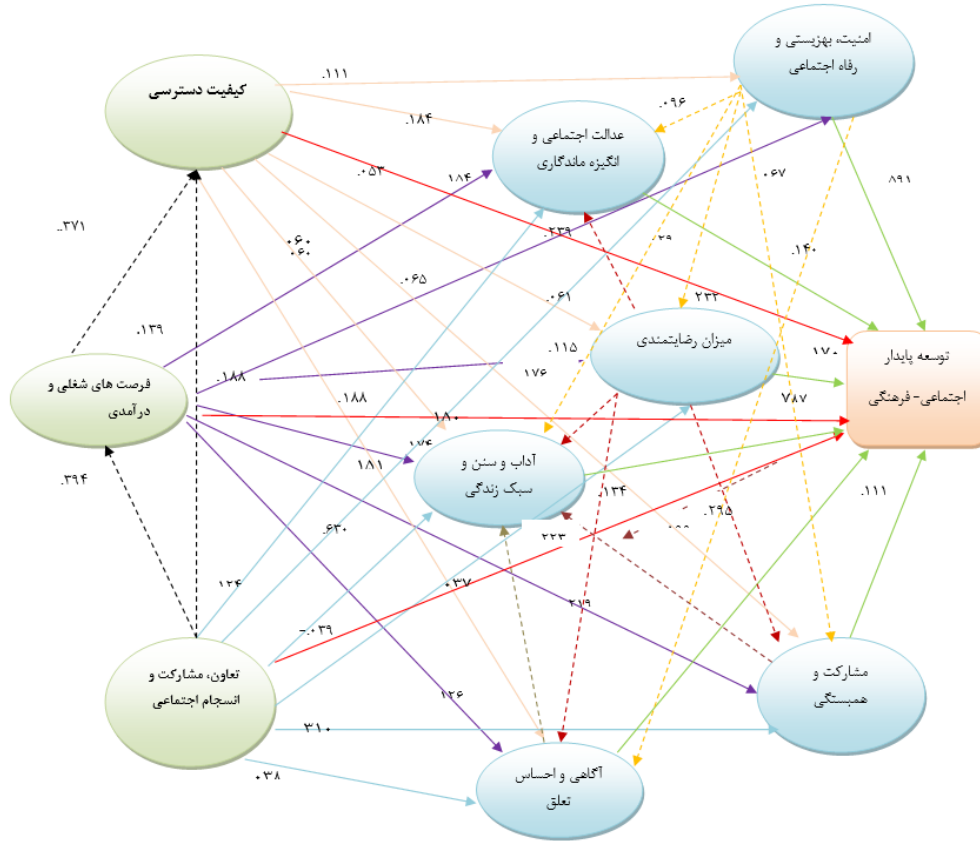 امنیت، بهزیستی و
رفاه اجتماعی
.۱۱۱
کیفیت دسترسی
.۰۹۶
.۱۸۴
عدالت اجتماعی و
انگیزه ماندگاری
.۰۵۳
۱۸۴
۰۶۷
۸۹۱
..۳۷۱
.۲۳۹
.۱۴۰
۰۶۰
۰۶۰
.۰۶۵
.۰۶۱
۲۳۲
.۱۳۹
میزان رضایتمندی
توسعه پایدار
اجتماعی- فرهنگی
۱۷۰
.۱۱۵
۱۷۶
۷۸۷
فرصت های شغلی و
درآمدی
.۱۸۸
.۱۸۸
۱۸۰
۱۷۴
آداب و سنن و
سبک زندگی
۱۸۱
.۳۹۴
.۱۳۴
.۱۱۱
.۲۹۵
.۶۳۰
۲۲۳
۱۲۴
۰۳۷
۲۷۹
-.۰۳۹
تعاون، مشارکت و
انسجام اجتماعی
مشارکت و
همبستگی
۱۲۶
۳۱۰
۰۳۸
آگاهی و احساس
تعلق